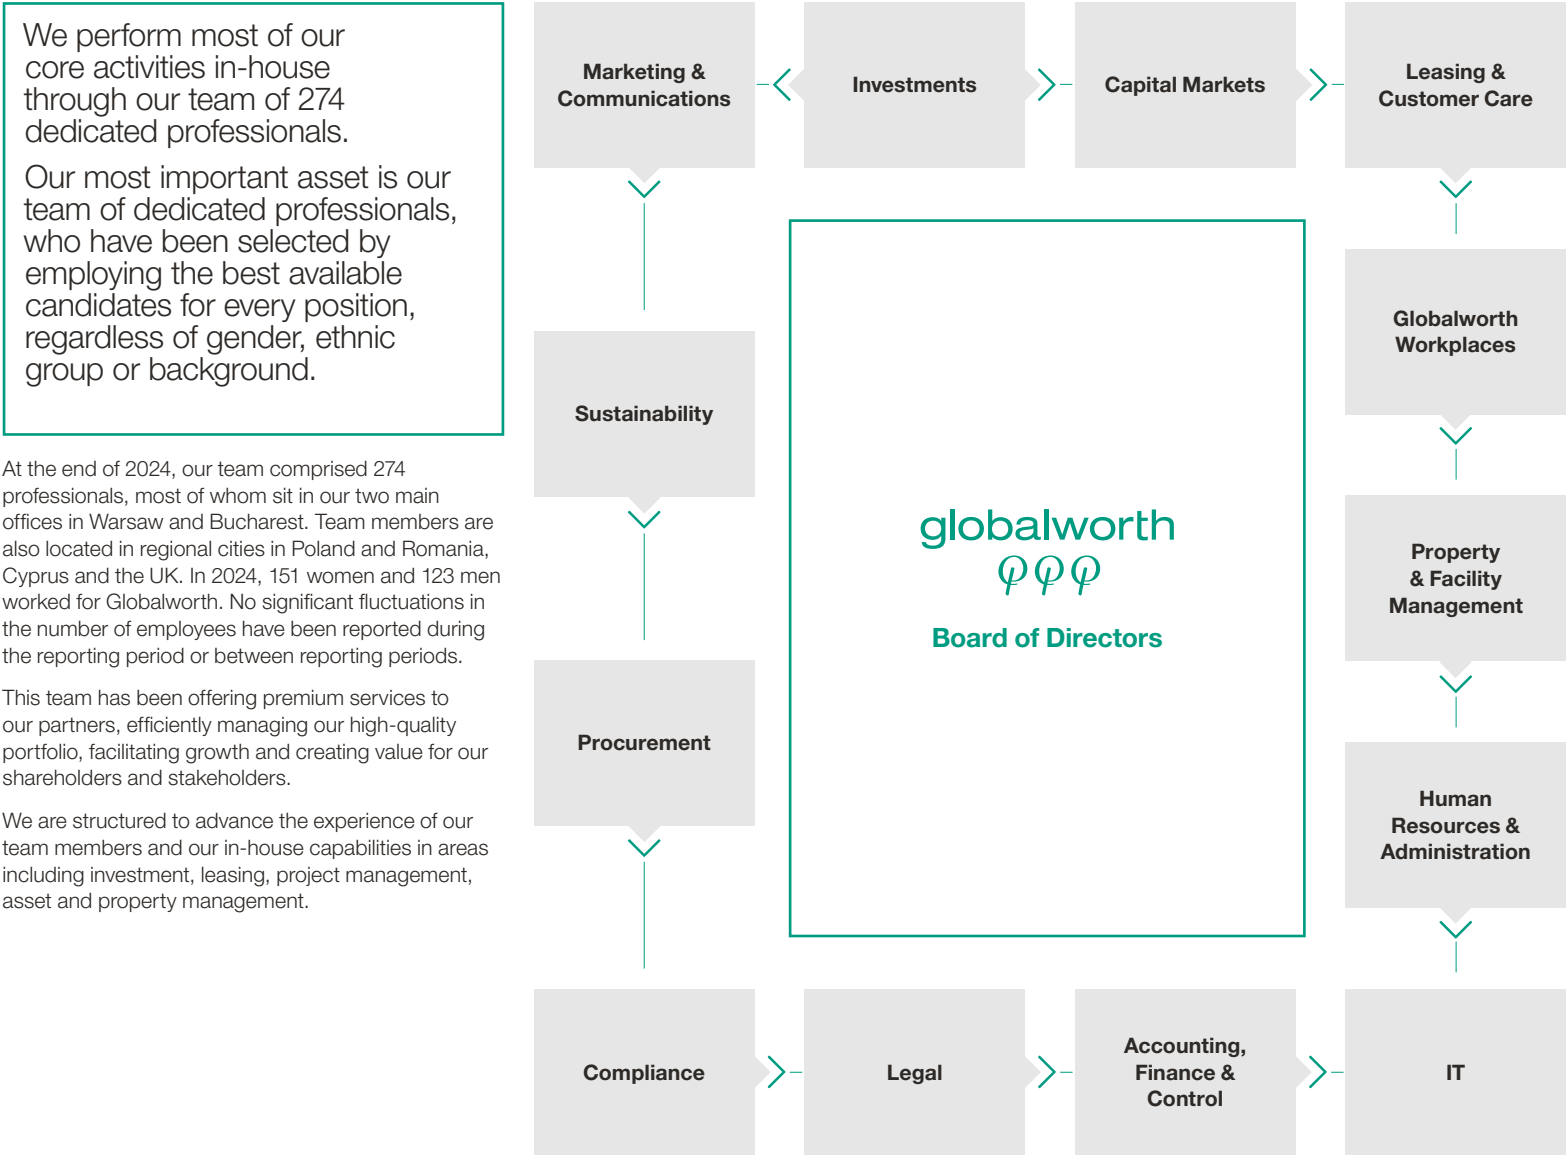 We perform most of our
core activities in-house
through our team of 274
dedicated professionals.
Our most important asset is our
team of dedicated professionals,
who have been selected by
employing the best available
candidates for every position,
regardless of gender, ethnic
group or background.
At the end of 2024, our team comprised 274
professionals, most of whom sit in our two main
offices in Warsaw and Bucharest. Team members are
also located in regional cities in Poland and Romania,
Cyprus and the UK. In 2024, 151 women and 123 men
worked for Globalworth. No significant fluctuations in
the number of employees have been reported during
the reporting period or between reporting periods.
This team has been offering premium services to
our partners, efficiently managing our high-quality
portfolio, facilitating growth and creating value for our
shareholders and stakeholders.
We are structured to advance the experience of our
team members and our in-house capabilities in areas
including investment, leasing, project management,
asset and property management.
Marketing &
Communications
Investments
Capital Markets
Leasing &
Customer Care
Sustainability
Procurement
globalworth
Board of Directors
Globalworth
Workplaces
Property
& Facility
Management
Human
Resources &
Administration
Compliance
Legal
Accounting,
Finance &
Control
IT